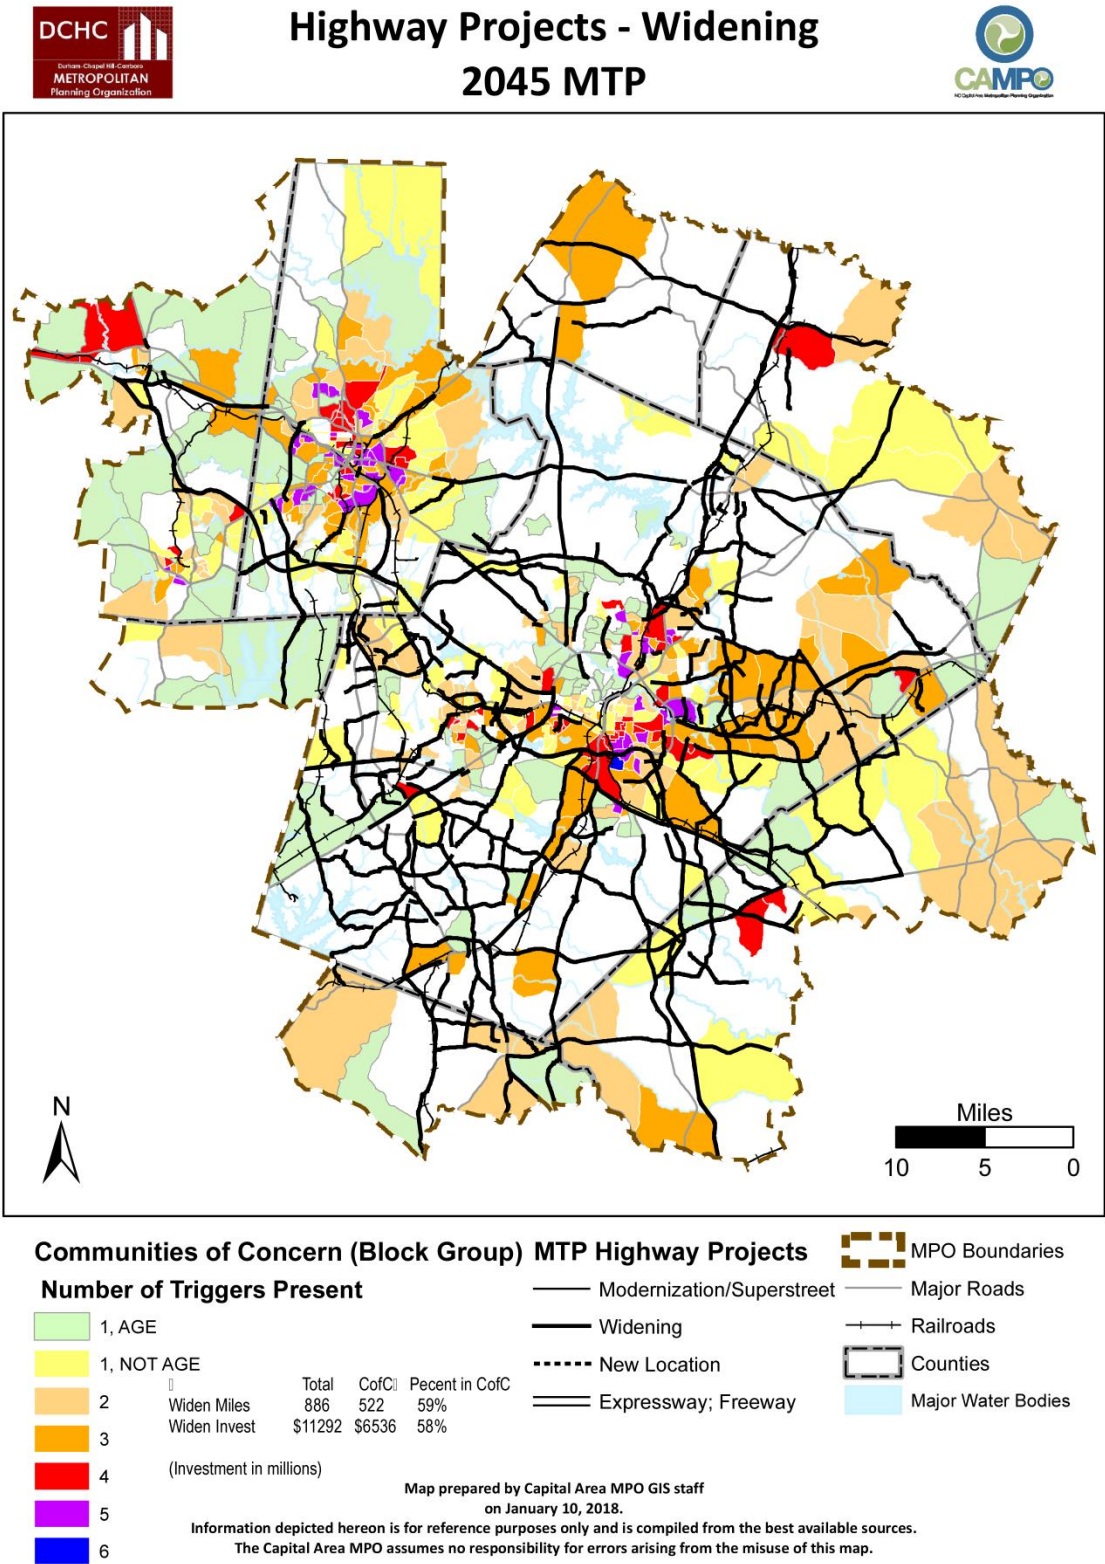 DCHC
Durham-Chapel Hill-Carrboro
METROPOLITAN
Planning Organization
Highway Projects - Widening
2045 MTP
CAMPO
NC Capital Area Metropolitan Planning Organization
N
Miles
10 5 0
Communities of Concern (Block Group)
Number of Triggers Present
1, AGE
1, NOT AGE
2
3
4
5
6
Total CofC Pecent in CofC
Widen Miles 886 522 59%
Widen Invest $11292 $6536 58%
(Investment in millions)
MTP Highway Projects
Modernization/Superstreet
Widening
New Location
Expressway; Freeway
MPO Boundaries
Major Roads
Railroads
Counties
Major Water Bodies
Map prepared by Capital Area MPO GIS staff
on January 10, 2018.
Information depicted hereon is for reference purposes only and is compiled from the best available sources.
The Capital Area MPO assumes no responsibility for errors arising from the misuse of this map.